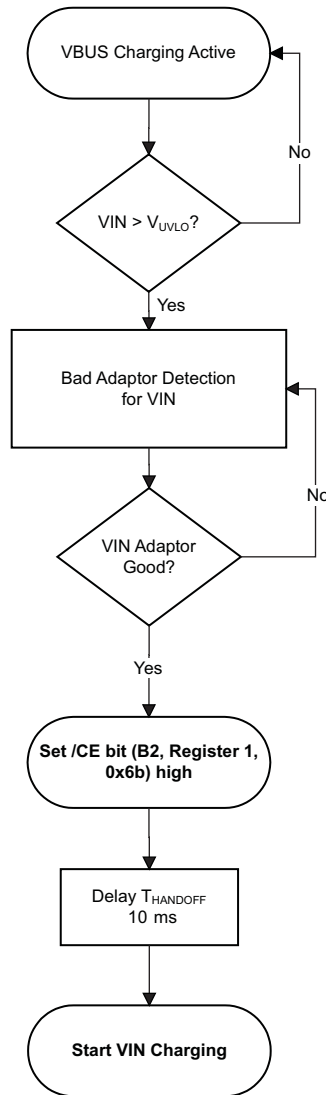 VBUS Charging Active
No
VIN > VUVLO?
Yes
Bad Adaptor Detection
for VIN
No
VIN Adaptor
Good?
Yes
Set /CE bit (B2, Register 1,
0x6b) high
Delay THANDOFF
10 ms
Start VIN Charging